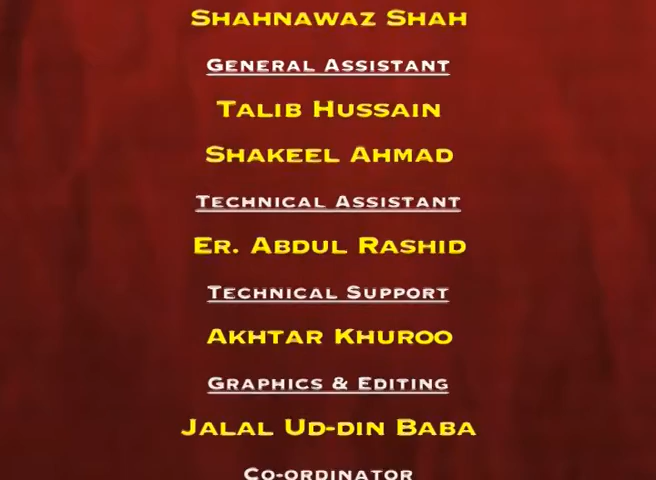 Shahnawaz Shah
General Assistant
Talib Hussain
Shakeel Ahmad
Technical Assistant
Er. Abdul Rashid
Technical Support
Akhtar Khuroo
Graphics & Editing
Jalal Ud-din Baba
Co-ordinator